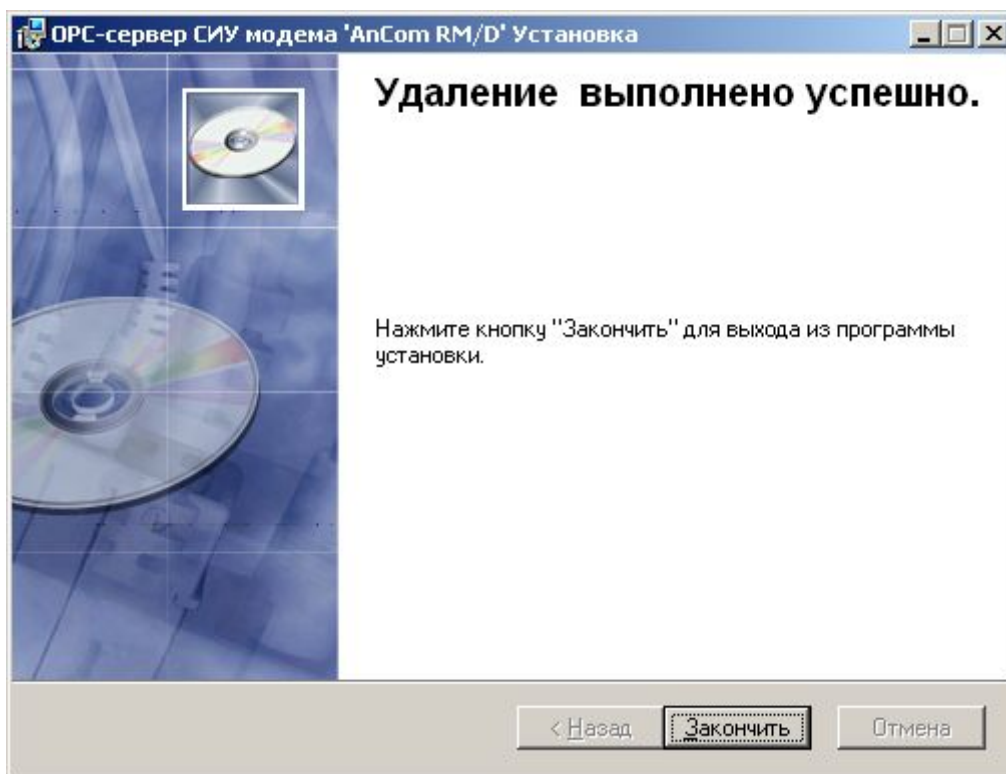 OPC-сервер СИУ модема 'AnCom RM/D' Установка
Удаление выполнено успешно.
Нажмите кнопку "Закончить" для выхода из программы
установки.
< Назад
Закончить
Отмена